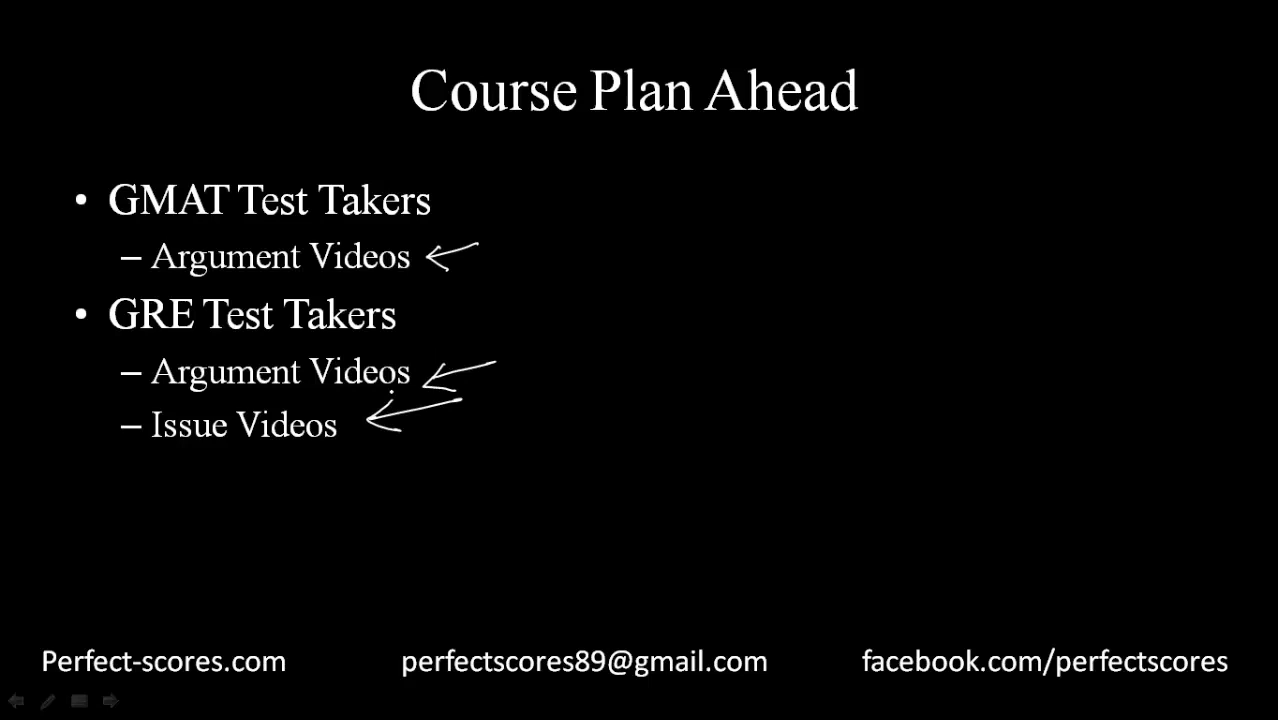 Course Plan Ahead
• GMAT Test Takers
– Argument Videos
• GRE Test Takers
– Argument Videos
– Issue Videos
Perfect-scores.com perfectscores89@gmail.com facebook.com/perfectscores